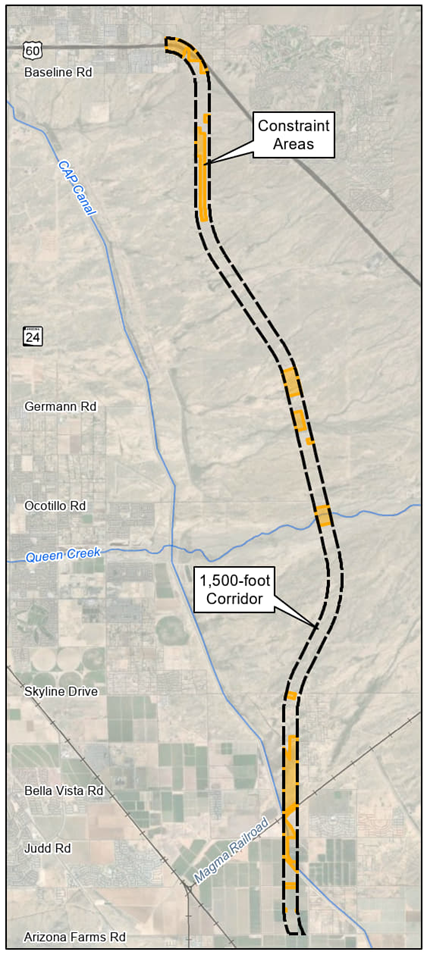 60
Baseline Rd
Constraint
Areas
CAP Canal
24
Germann Rd
Ocotillo Rd
Queen Creek
1,500-foot
Corridor
Skyline Drive
Bella Vista Rd
Magma Railroad
Judd Rd
Arizona Farms Rd